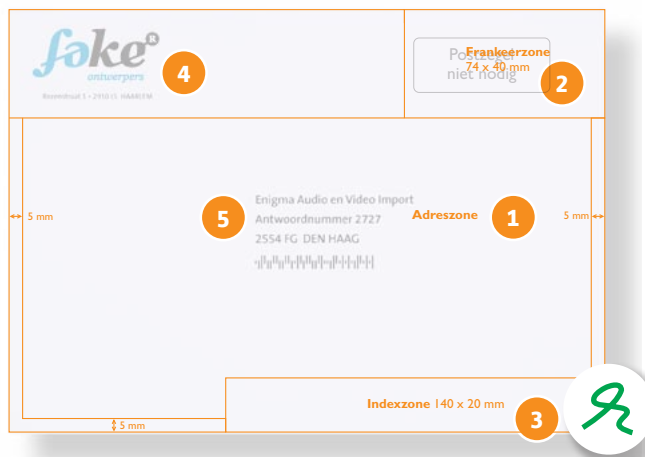 føke®
ontwerpers
4
Postzegel
niet nodig
Frankeerzone
74 x 40 mm
2
5 mm
5
Enigma Audio en Video Import
Antwoordnummer 2727
2554 FG DEN HAAG
Adreszone
1
5 mm
Indexzone 140 x 20 mm
3
5 mm